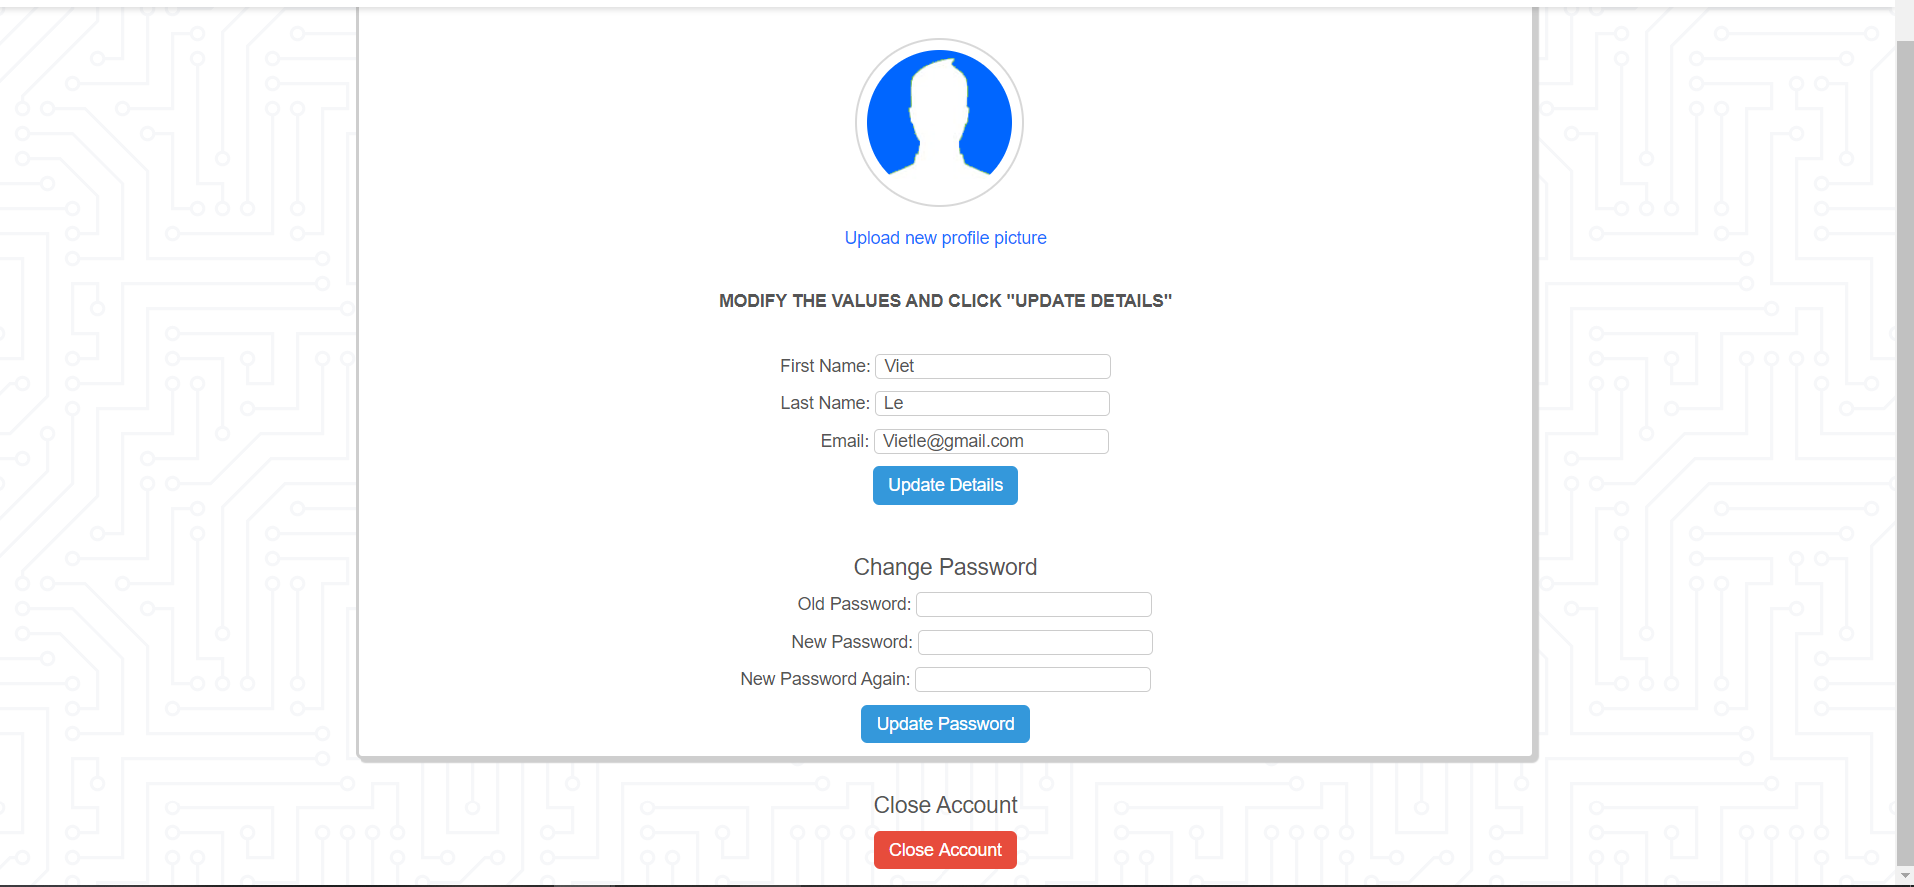 Upload new profile picture
MODIFY THE VALUES AND CLICK "UPDATE DETAILS"
First Name: Viet
Last Name: Le
Email: Vietle@gmail.com
Update Details
Change Password
Old Password:
New Password:
New Password Again:
Update Password
Close Account
Close Account